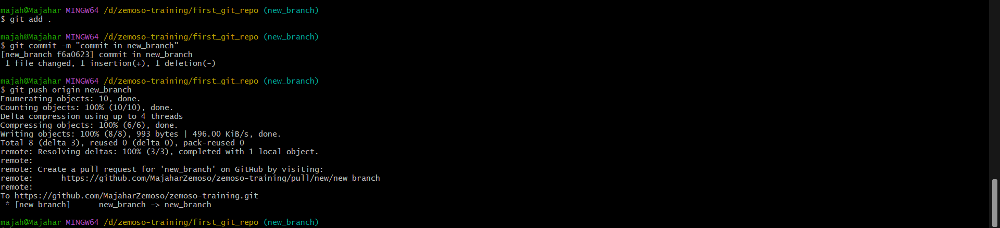 majah@Majahar MINGW64 /d/zemoso-training/first_git_repo (new_branch)
$ git add .
majah@Majahar MINGW64 /d/zemoso-training/first_git_repo (new_branch)
$ git commit -m "commit in new_branch"
[new_branch f6a0623] commit in new_branch
 1 file changed, 1 insertion(+), 1 deletion(-)
majah@Majahar MINGW64 /d/zemoso-training/first_git_repo (new_branch)
$ git push origin new_branch
Enumerating objects: 10, done.
Counting objects: 100% (10/10), done.
Delta compression using up to 4 threads
Compressing objects: 100% (6/6), done.
Writing objects: 100% (8/8), 993 bytes | 496.00 KiB/s, done.
Total 8 (delta 3), reused 0 (delta 0), pack-reused 0
remote: Resolving deltas: 100% (3/3), completed with 1 local object.
remote:
remote: Create a pull request for 'new_branch' on GitHub by visiting:
remote:      https://github.com/MajaharZemoso/zemoso-training/pull/new/new_branch
remote:
To https://github.com/MajaharZemoso/zemoso-training.git
 * [new branch]      new_branch -> new_branch
majah@Majahar MINGW64 /d/zemoso-training/first_git_repo (new_branch)